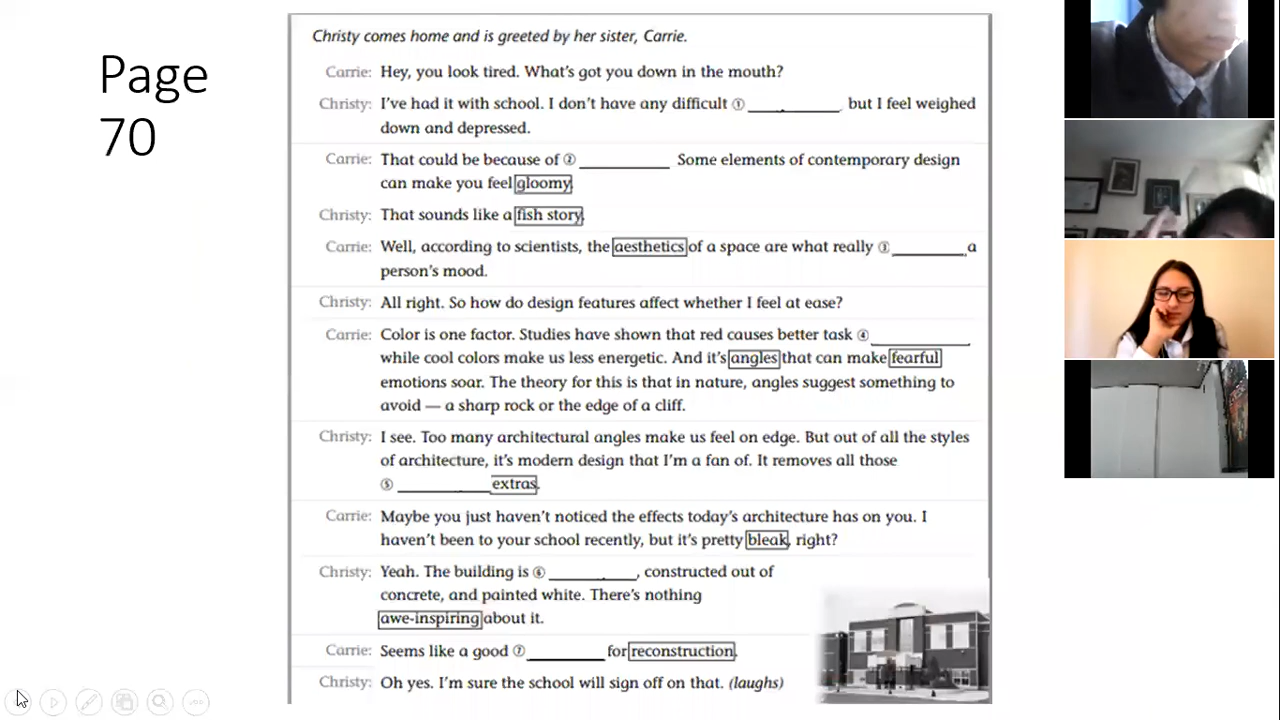 Page
70
Christy comes home and is greeted by her sister, Carrie.
Carrie: Hey, you look tired. What's got you down in the mouth?
Christy: I've had it with school. I don't have any difficult ① __________ but I feel weighed
down and depressed.
Carrie: That could be because of ② __________ Some elements of contemporary design
can make you feel gloomy.
Christy: That sounds like a fish story.
Carrie: Well, according to scientists, the aesthetics of a space are what really ③ __________ a
person's mood.
Christy: All right. So how do design features affect whether I feel at ease?
Carrie: Color is one factor. Studies have shown that red causes better task ④ __________
while cool colors make us less energetic. And it's angles that can make fearful
emotions soar. The theory for this is that in nature, angles suggest something to
avoid — a sharp rock or the edge of a cliff.
Christy: I see. Too many architectural angles make us feel on edge. But out of all the styles
of architecture, it's modern design that I'm a fan of. It removes all those
⑤ __________ extras.
Carrie: Maybe you just haven't noticed the effects today's architecture has on you. I
haven't been to your school recently, but it's pretty bleak, right?
Christy: Yeah. The building is ⑥ __________, constructed out of
concrete, and painted white. There's nothing
awe-inspiring about it.
Carrie: Seems like a good ⑦ __________ for reconstruction.
Christy: Oh yes. I'm sure the school will sign off on that. (laughs)